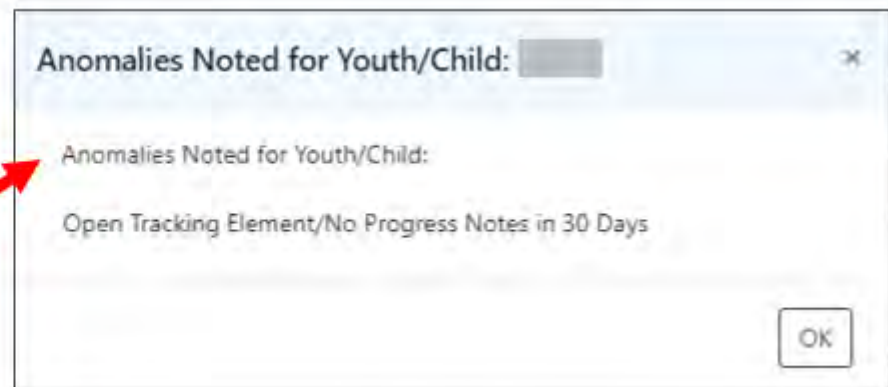 Anomalies Noted for Youth/Child:
Anomalies Noted for Youth/Child:
Open Tracking Element/No Progress Notes in 30 Days
OK